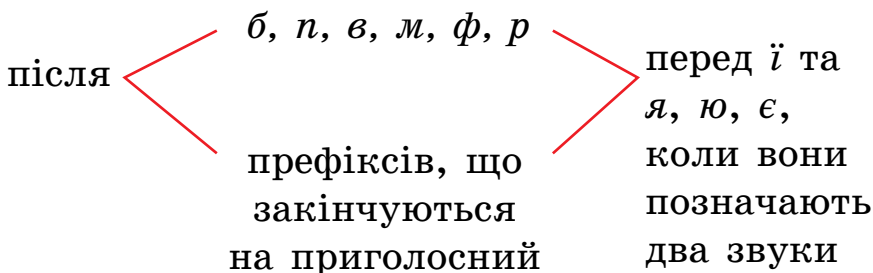 після
б, п, в, м, ф, р
префіксів, що
закінчуються
на приголосний
перед ї та
я, ю, є,
коли вони
позначають
два звуки